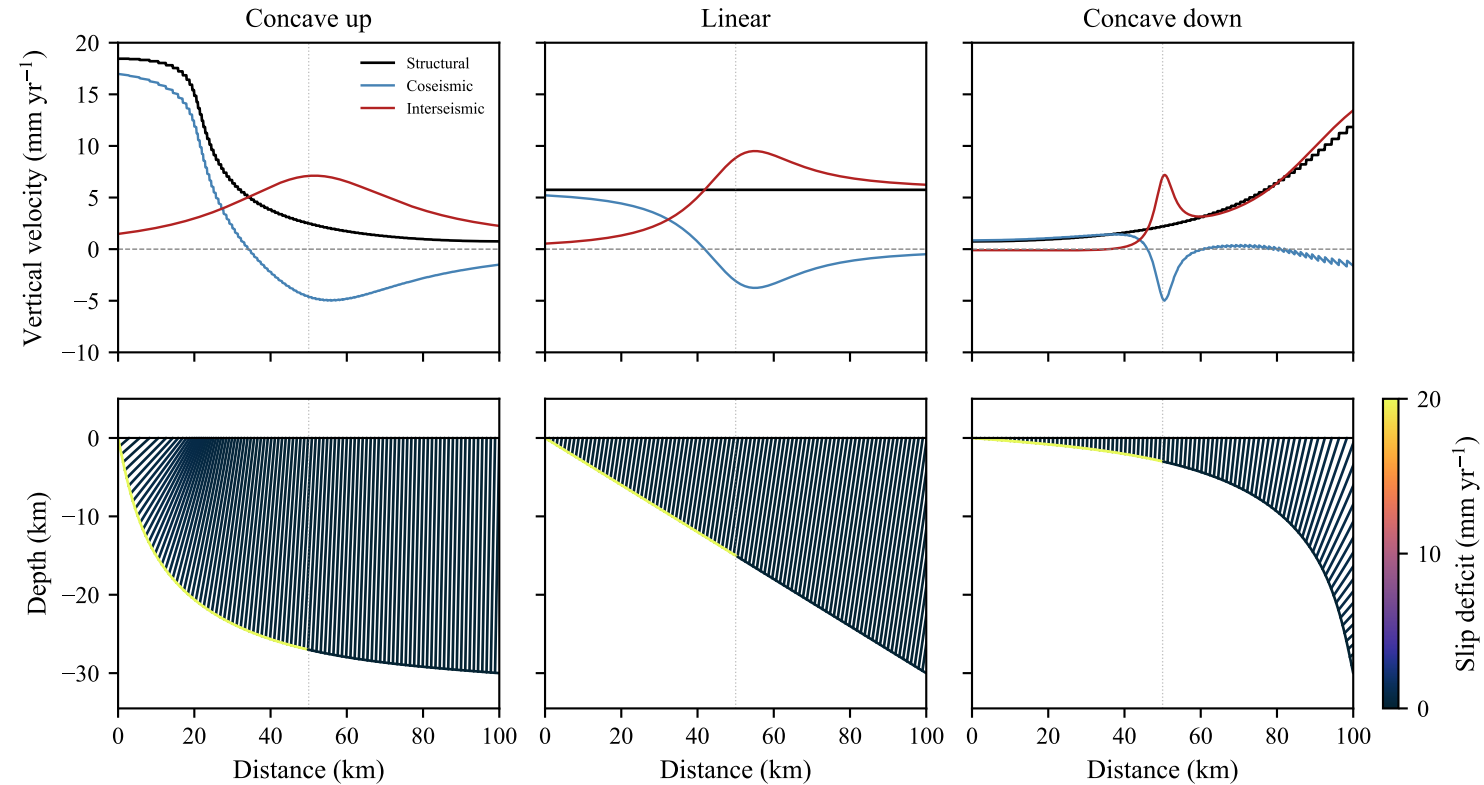 Concave up
Linear
Concave down
Vertical velocity (mm yr⁻¹)
20
15
10
5
0
−5
−10
Structural
Coseismic
Interseismic
Depth (km)
0
−10
−20
−30
0 20 40 60 80 100
0 20 40 60 80 100
0 20 40 60 80 100
Distance (km)
Distance (km)
Distance (km)
20
10
0
Slip deficit (mm yr⁻¹)